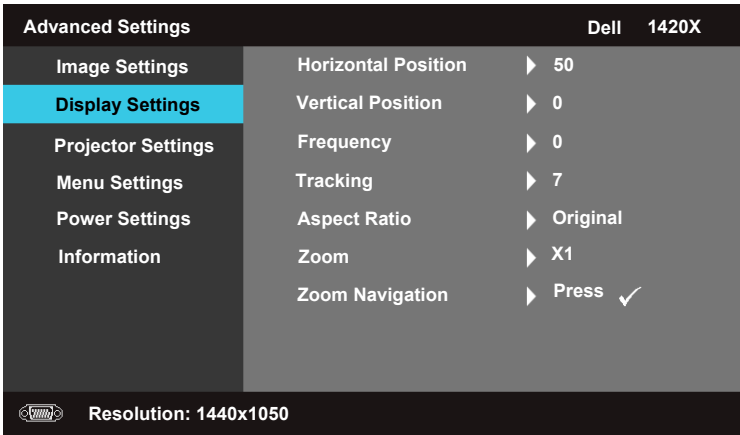 Advanced Settings Dell 1420X
Image Settings
Display Settings
Projector Settings
Menu Settings
Power Settings
Information
Horizontal Position 50
Vertical Position 0
Frequency 0
Tracking 7
Aspect Ratio Original
Zoom X1
Zoom Navigation Press
Resolution: 1440x1050